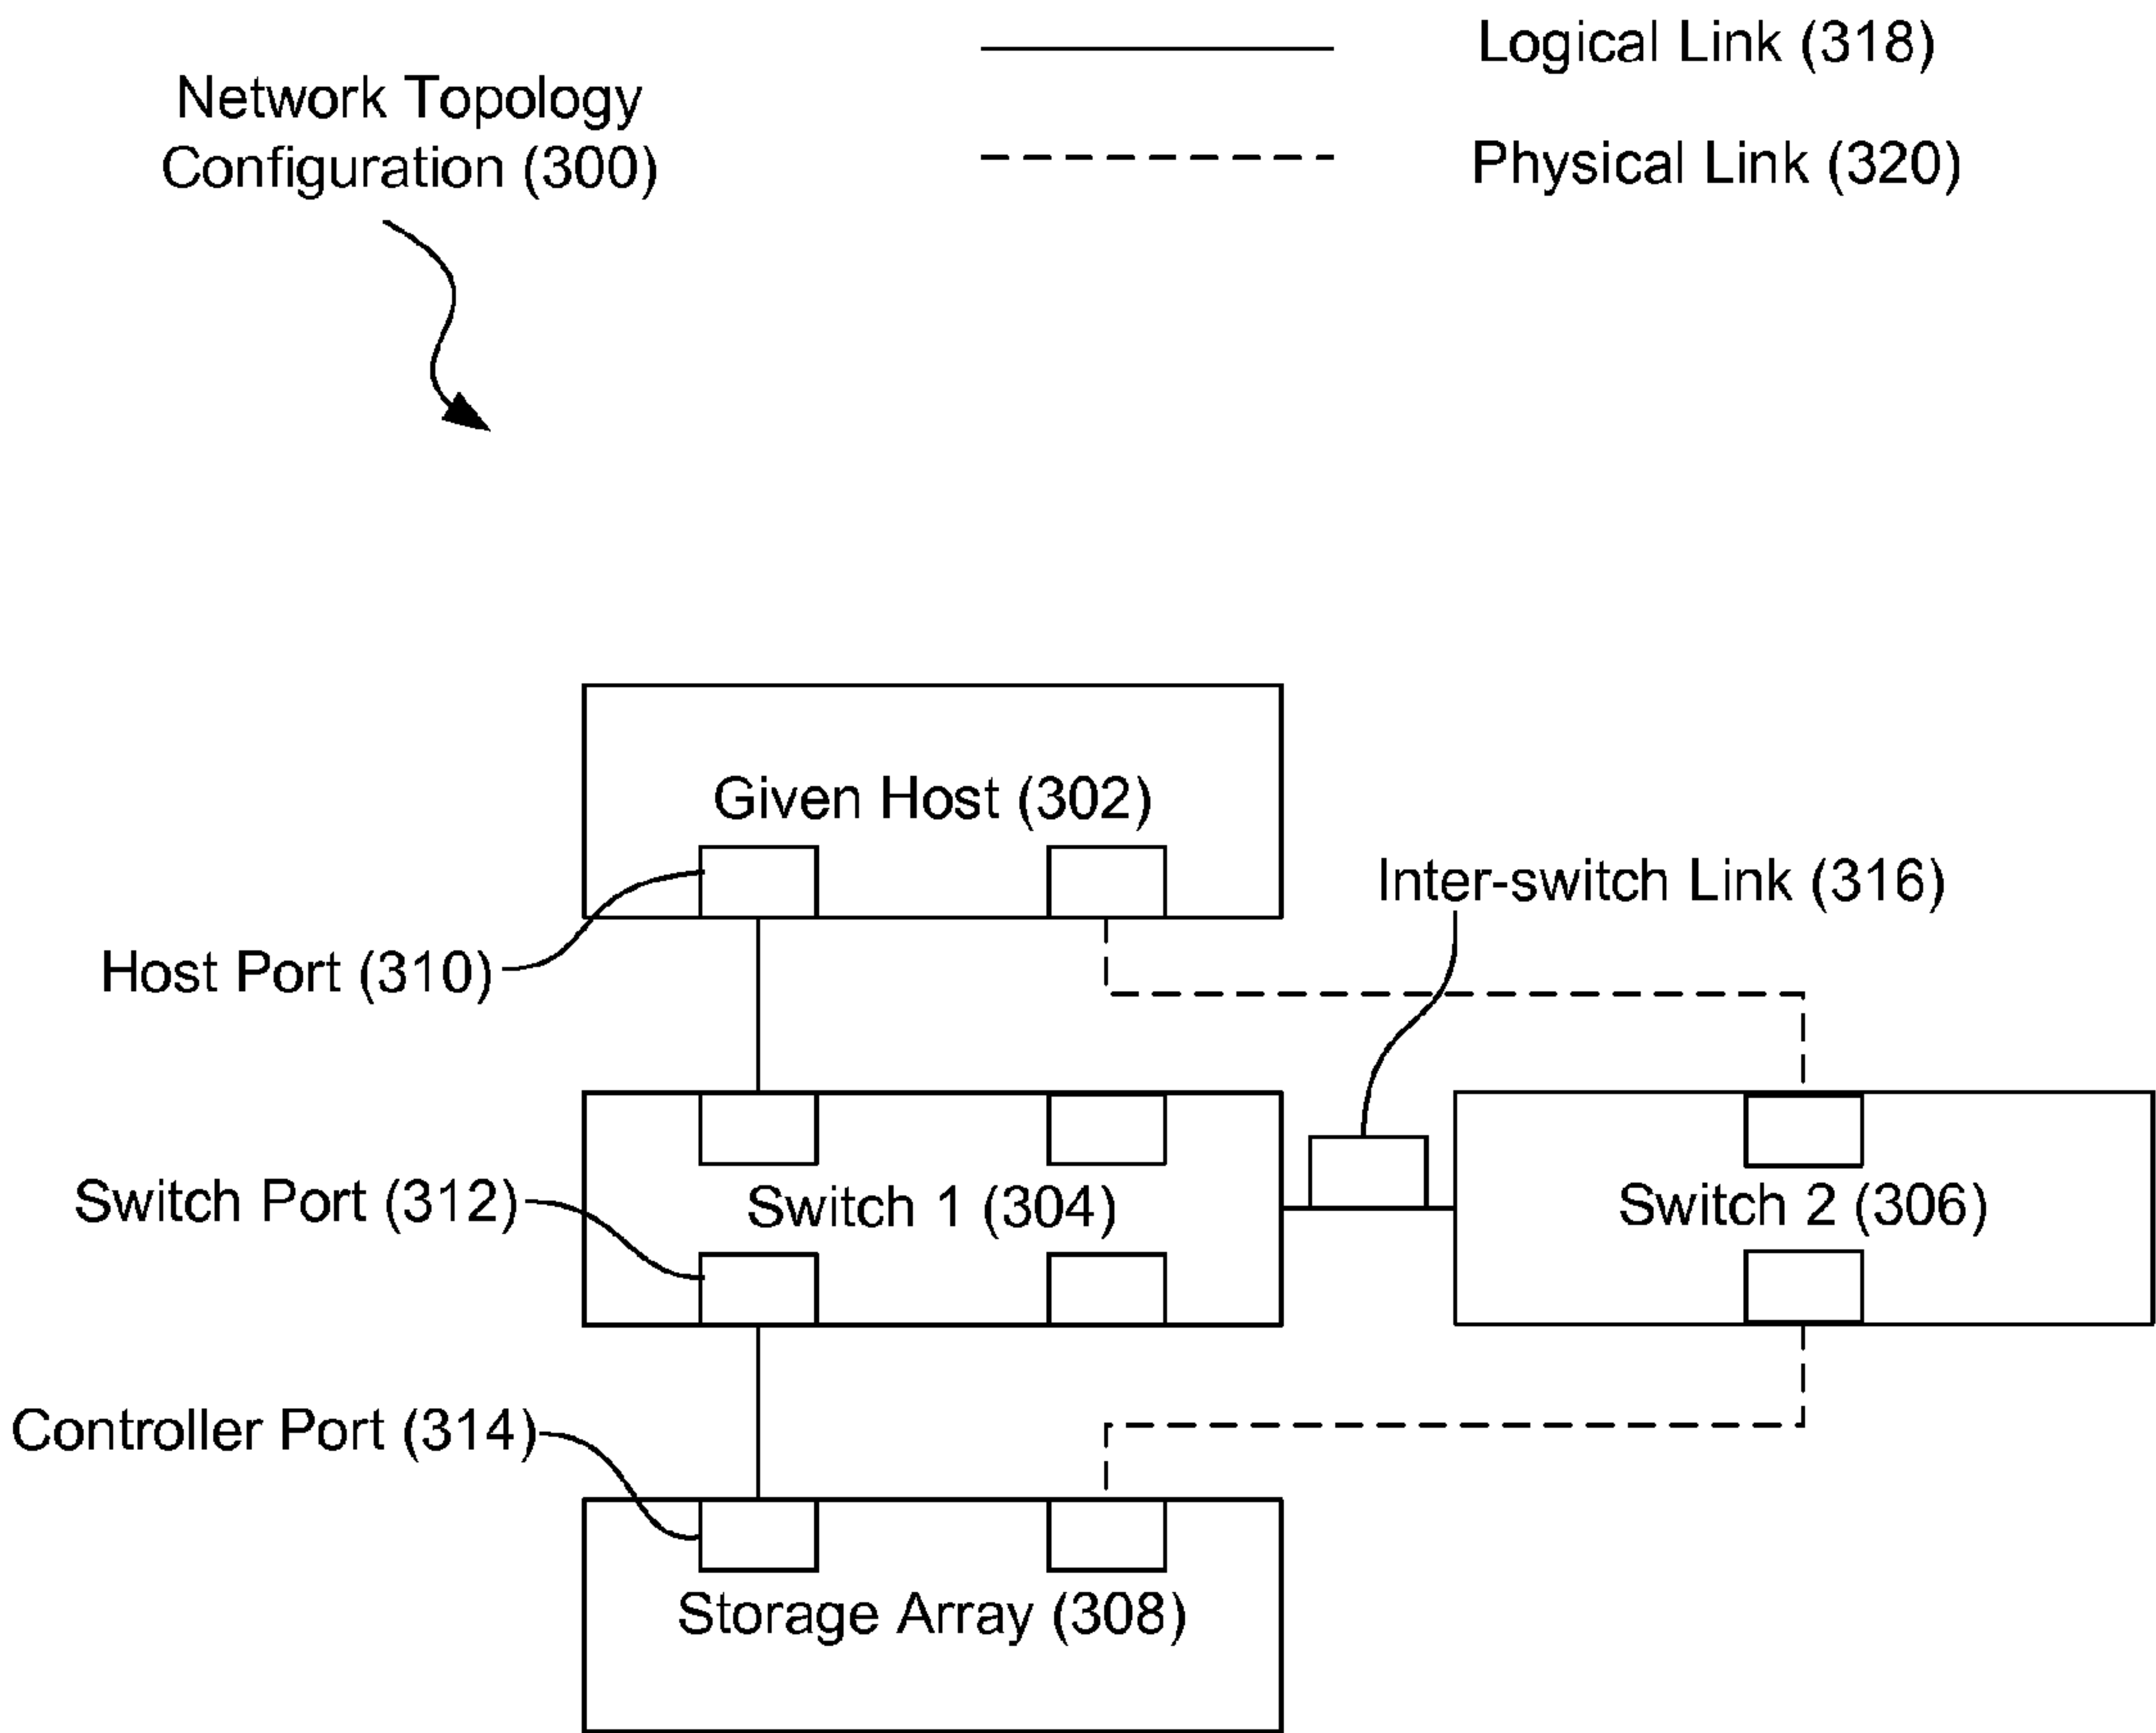 Network Topology
Configuration (300)
Logical Link (318)
Physical Link (320)
Given Host (302)
Inter-switch Link (316)
Host Port (310)
Switch Port (312)
Switch 1 (304)
Switch 2 (306)
Controller Port (314)
Storage Array (308)